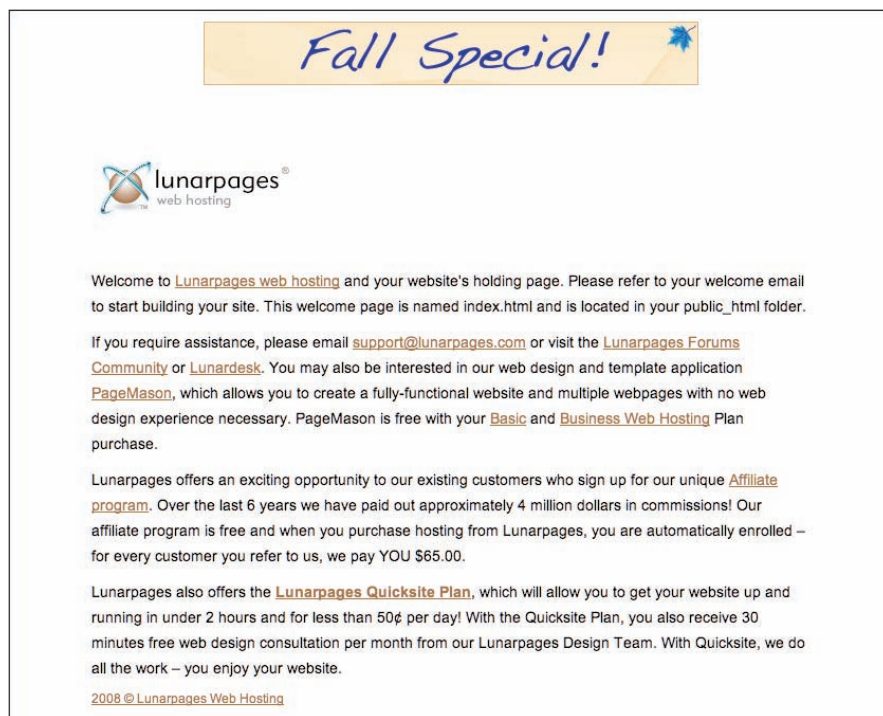 Fall Special!
lunarpages®
web hosting
TM
Welcome to Lunarpages web hosting and your website's holding page. Please refer to your welcome email
to start building your site. This welcome page is named index.html and is located in your public_html folder.
If you require assistance, please email support@lunarpages.com or visit the Lunarpages Forums
Community or Lunardesk. You may also be interested in our web design and template application
PageMason, which allows you to create a fully-functional website and multiple webpages with no web
design experience necessary. PageMason is free with your Basic and Business Web Hosting Plan
purchase.
Lunarpages offers an exciting opportunity to our existing customers who sign up for our unique Affiliate
program. Over the last 6 years we have paid out approximately 4 million dollars in commissions! Our
affiliate program is free and when you purchase hosting from Lunarpages, you are automatically enrolled –
for every customer you refer to us, we pay YOU $65.00.
Lunarpages also offers the Lunarpages Quicksite Plan, which will allow you to get your website up and
running in under 2 hours and for less than 50¢ per day! With the Quicksite Plan, you also receive 30
minutes free web design consultation per month from our Lunarpages Design Team. With Quicksite, we do
all the work – you enjoy your website.
2008 © Lunarpages Web Hosting